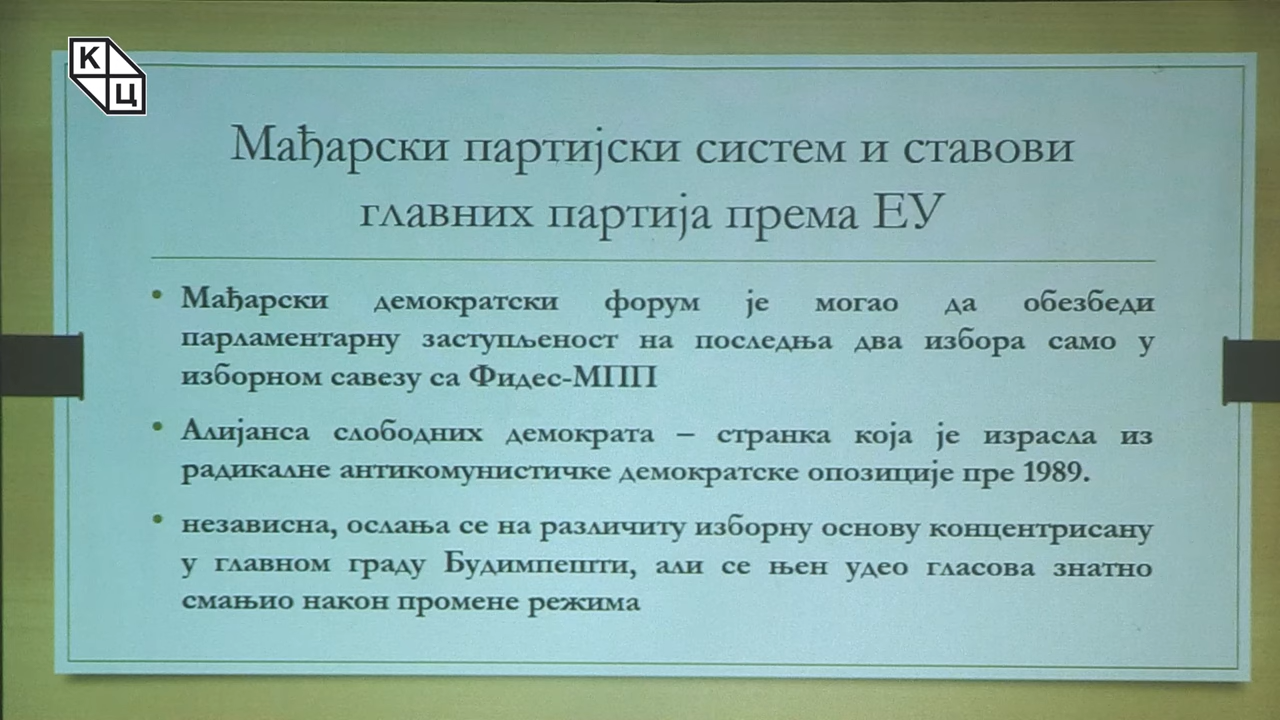 КЦ
Мађарски партијски систем и ставови
главних партија према ЕУ
• Мађарски демократски форум је могао да обезбеди
парламентарну заступљеност на последња два избора само у
изборном савезу са Фидес-МПП
• Алијанса слободних демократа – странка која је израсла из
радикалне антикомунистичке демократске опозиције пре 1989.
• независна, ослања се на различиту изборну основу концентрисану
у главном граду Будимпешти, али се њен удео гласова знатно
смањио након промене режима